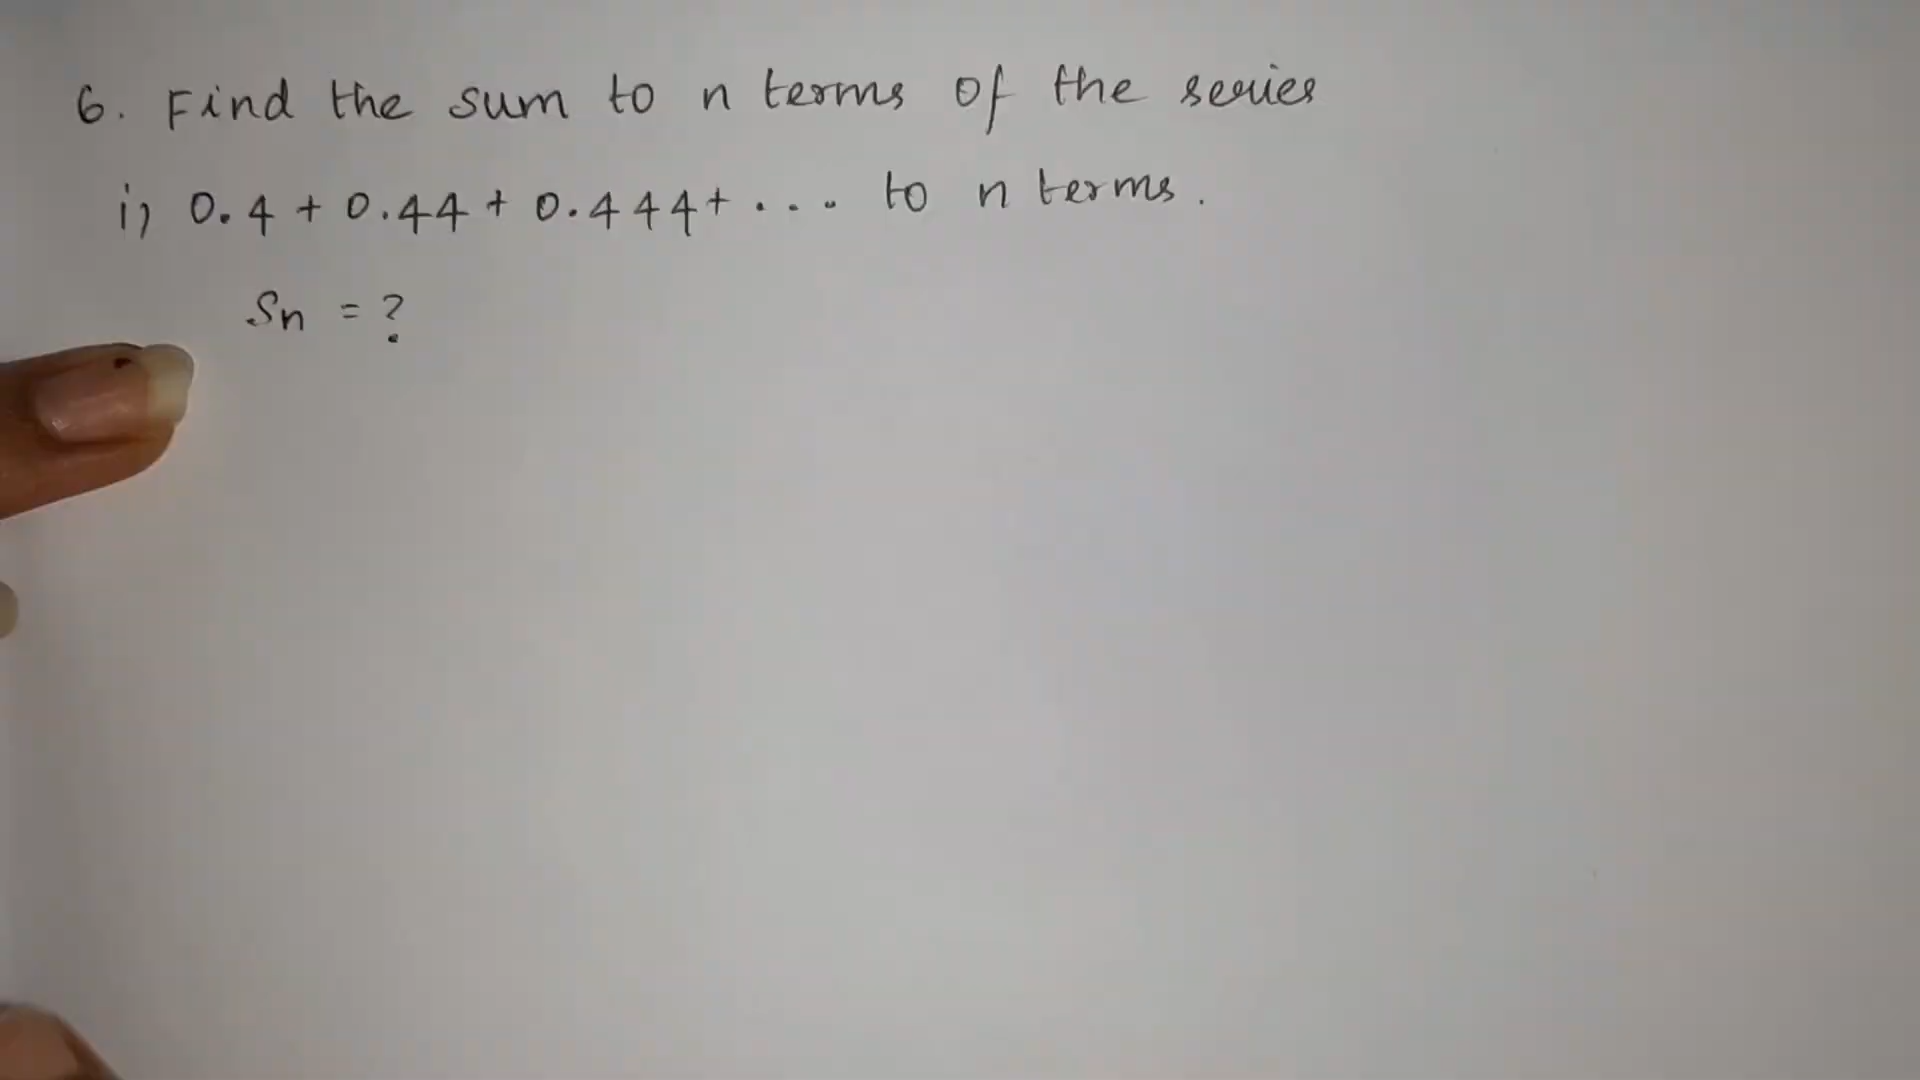 6. Find the sum to n terms of the series
i) 0.4 + 0.44 + 0.444+ ... to n terms.
Sn = ?